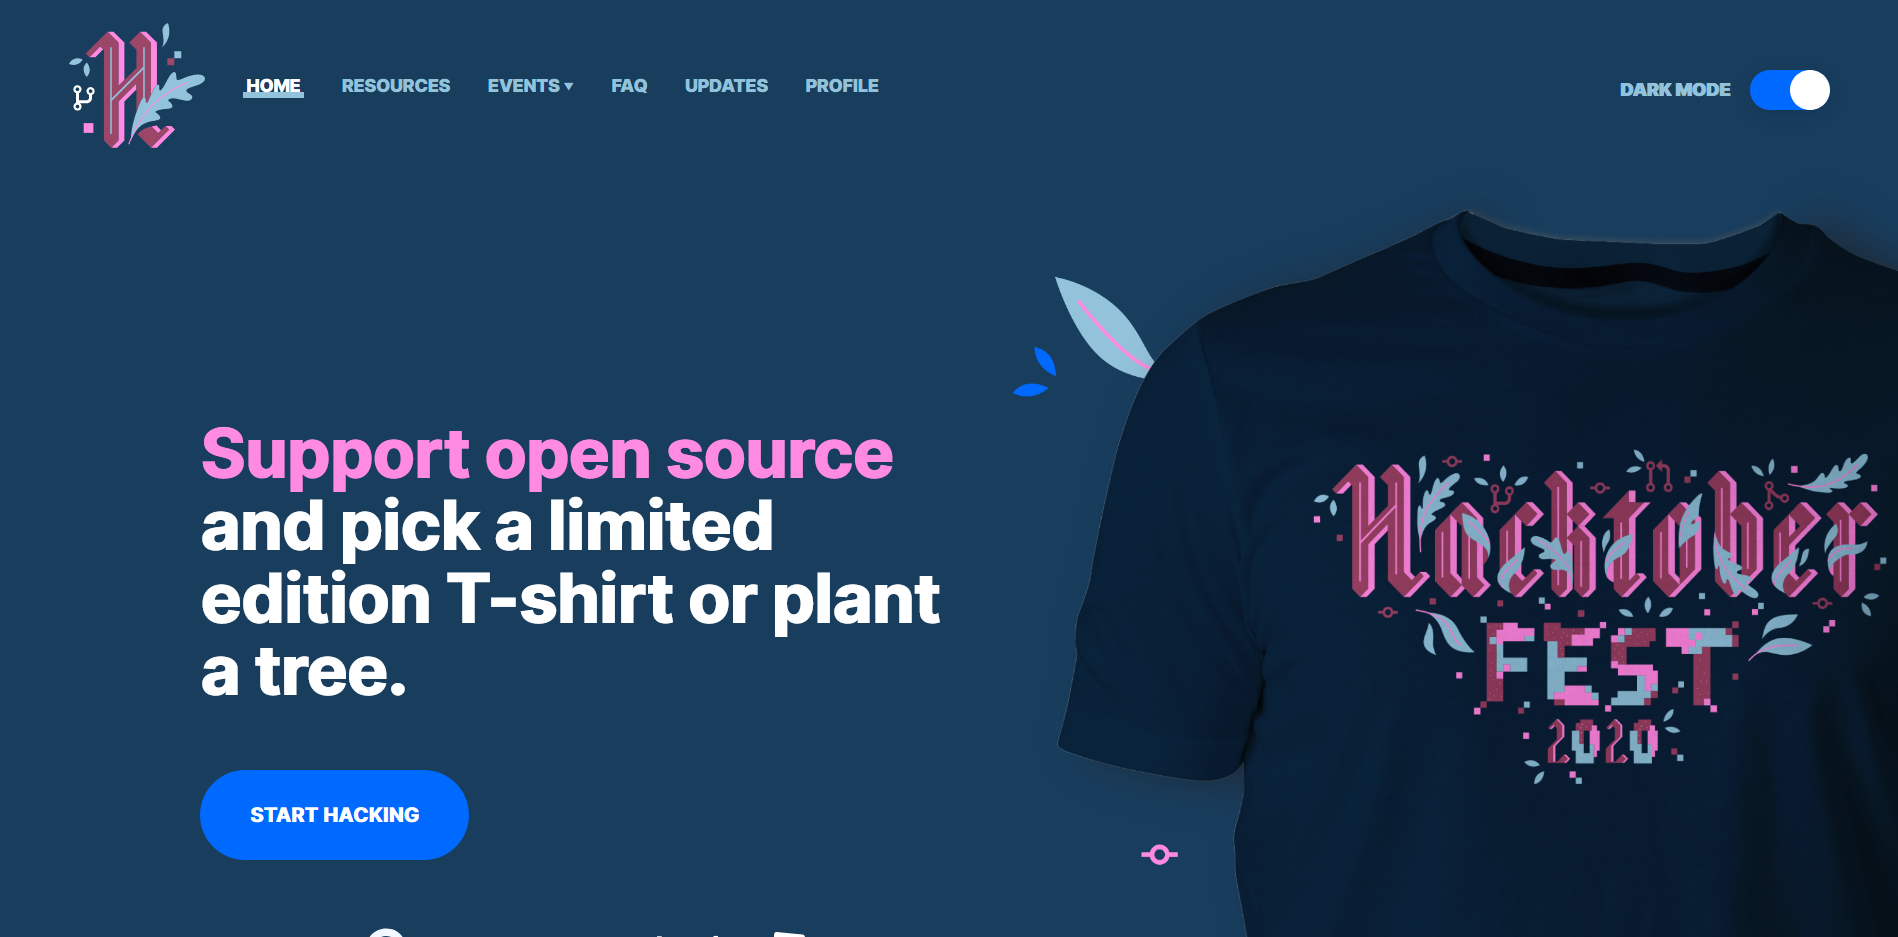 H
HOME
RESOURCES
EVENTS
FAQ
UPDATES
PROFILE
DARK MODE
Support open source
and pick a limited
edition T-shirt or plant
a tree.
START HACKING
Hacktober
FEST
2020